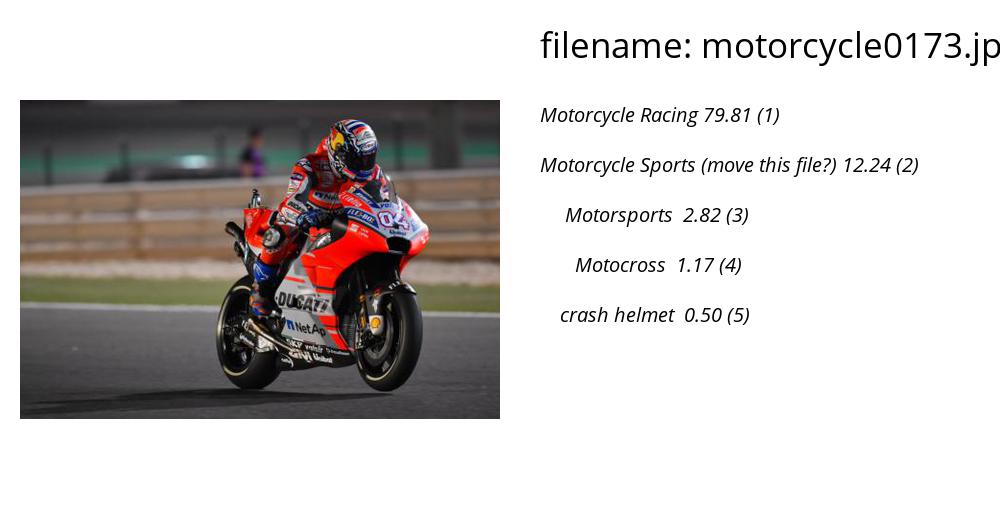 filename: motorcycle0173.jp
Motorcycle Racing 79.81 (1)
Motorcycle Sports (move this file?) 12.24 (2)
Motorsports 2.82 (3)
Motocross 1.17 (4)
crash helmet 0.50 (5)
04
DUCATI
NetAp